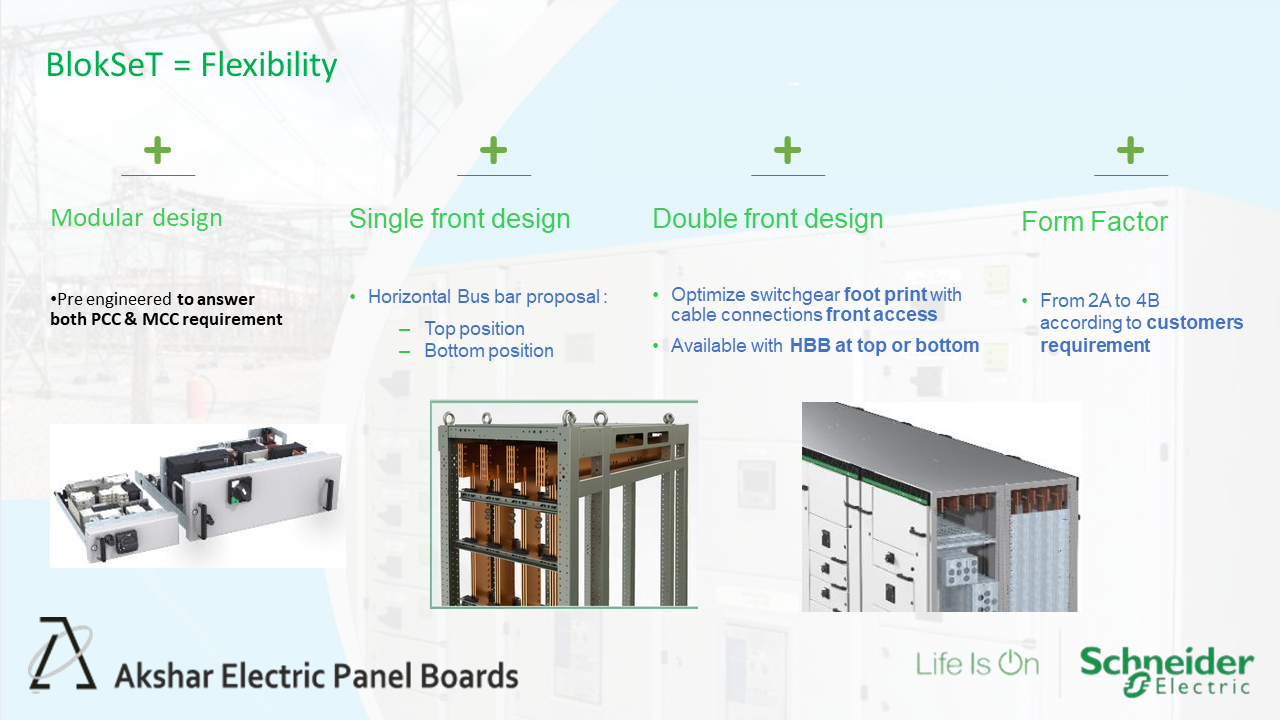 BlokSeT = Flexibility
+
+
+
+
Modular design
•Pre engineered to answer
both PCC & MCC requirement
Single front design
• Horizontal Bus bar proposal :
– Top position
– Bottom position
Double front design
• Optimize switchgear foot print with
cable connections front access
• Available with HBB at top or bottom
Form Factor
• From 2A to 4B
according to customers
requirement
Akshar Electric Panel Boards
Life Is On
Schneider
Electric